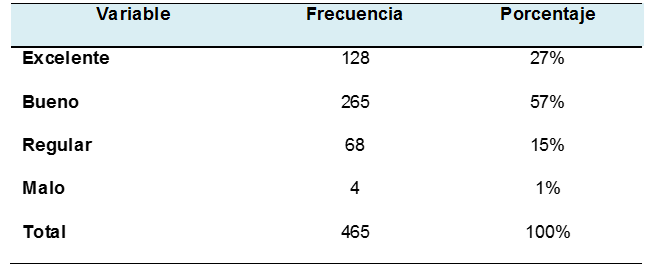 Variable Frecuencia Porcentaje
Excelente 128 27%
Bueno 265 57%
Regular 68 15%
Malo 4 1%
Total 465 100%